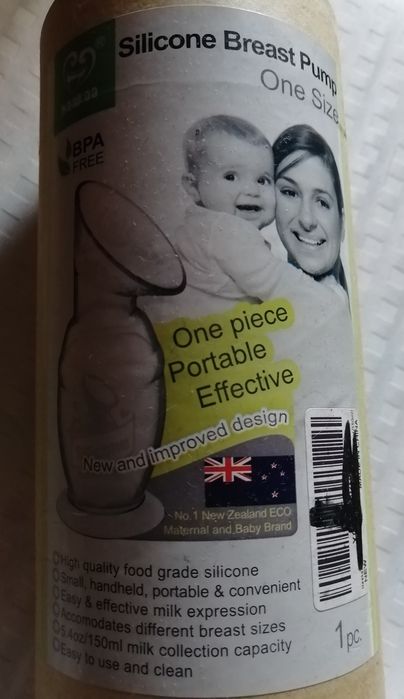 Silicone Breast Pump
One Size
haakaa
BPA
FREE
One piece
Portable
Effective
New and improved design
No.1 New Zealand ECO
Maternal and Baby Brand
High quality food grade silicone
Small, handheld, portable & convenient
Easy & effective milk expression
Accomodates different breast sizes
5.4oz/150ml milk collection capacity
Easy to use and clean
1pc.